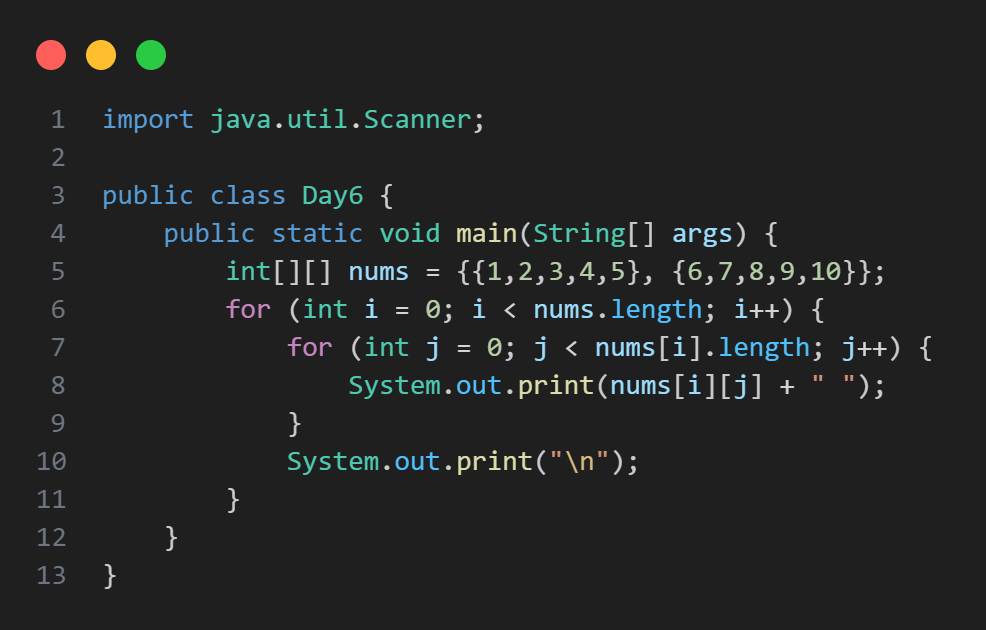 1 import java.util.Scanner;
2
3 public class Day6 {
4     public static void main(String[] args) {
5         int[][] nums = {{1,2,3,4,5}, {6,7,8,9,10}};
6         for (int i = 0; i < nums.length; i++) {
7             for (int j = 0; j < nums[i].length; j++) {
8                 System.out.print(nums[i][j] + " ");
9             }
10             System.out.print("\n");
11         }
12     }
13 }